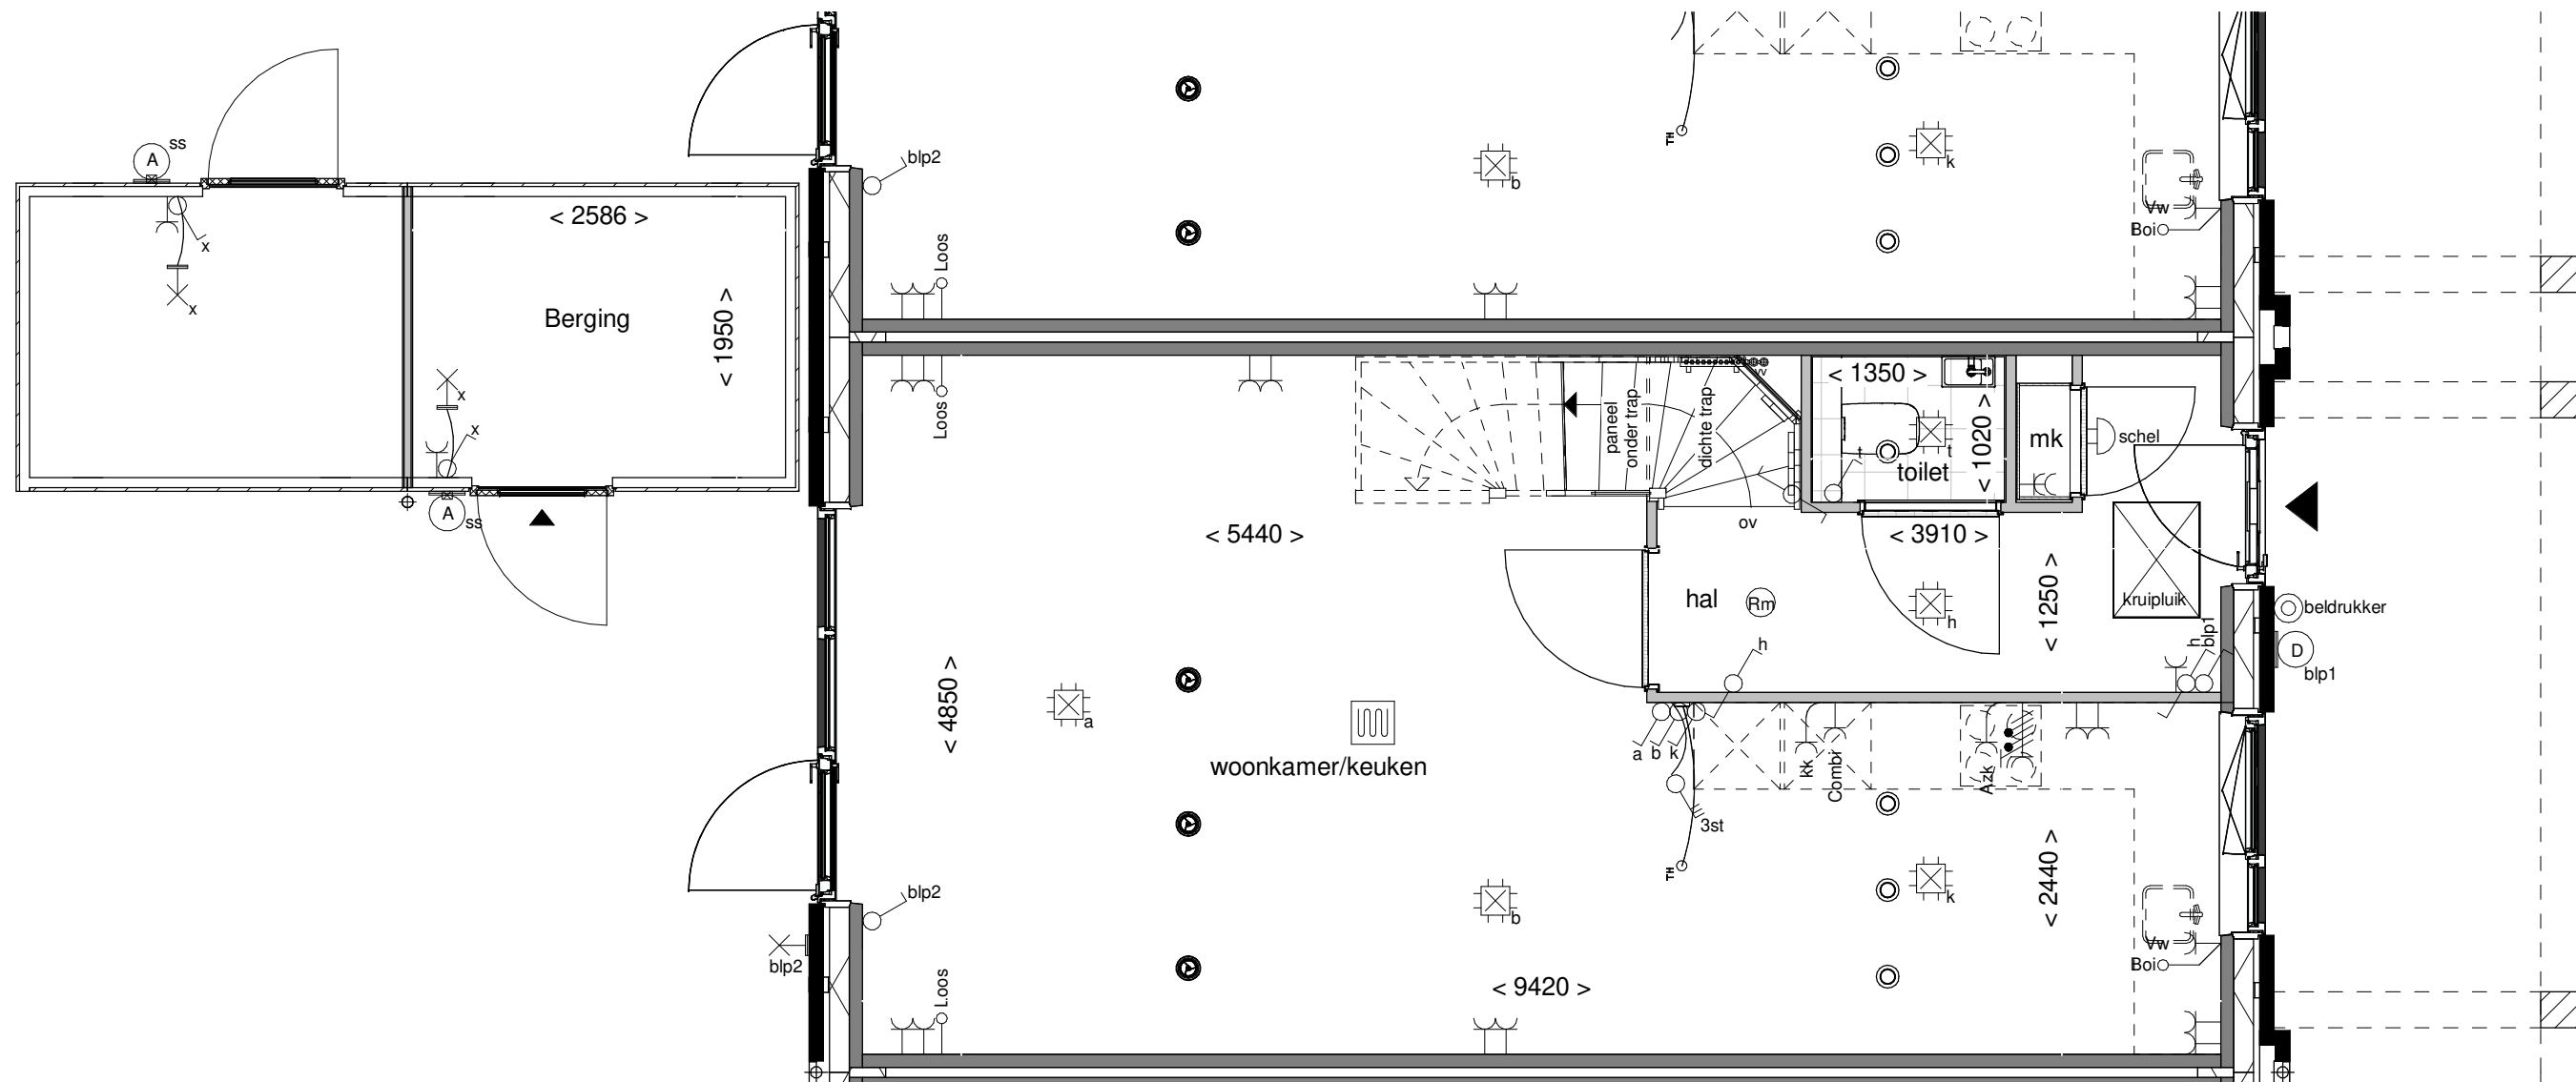 ss
A
x
x
< 2586 >
Berging
< 1950 >
x
x
A
ss
blp2
Loos
b
TH
k
Vw
Boi
Loos
paneel
onder trap
dichte trap
ov
< 1350 >
< 1020 >
t
t
toilet
mk
schel
< 5440 >
< 3910 >
hal
Rm
h
h
< 1250 >
kruipluik
h
blp1
beldrukker
D
blp1
< 4850 >
a
woonkamer/keuken
a
b
k
kk
Combi
Azk
3st
TH
blp2
blp2
b
k
< 2440 >
Vw
Boi
Loos
< 9420 >